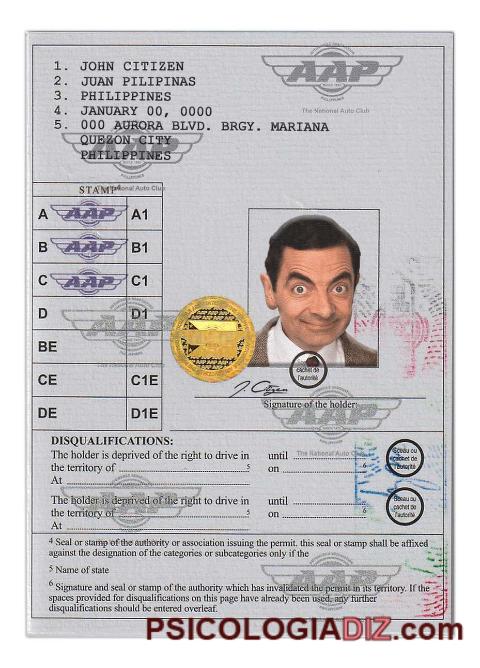 1. JOHN CITIZEN
2. JUAN PILIPINAS
3. PHILIPPINES
4. JANUARY 00, 0000
5. 000 AURORA BLVD. BRGY. MARIANA
QUEZON CITY
PHILIPPINES
AAP
The National Auto Club
STAMP⁴
A AAP A1
B AAP B1
C AAP C1
D D1
BE
CE C1E
DE D1E
cachet de
l'autorité
J. Citizen
Signature of the holder
DISQUALIFICATIONS:
The holder is deprived of the right to drive in until
the territory of 5 on 6
At
Sceau ou
cachet de
l'autorité
The holder is deprived of the right to drive in until
the territory of 5 on 6
At
Sceau ou
cachet de
l'autorité
⁴ Seal or stamp of the authority or association issuing the permit. this seal or stamp shall be affixed
against the designation of the categories or subcategories only if the
⁵ Name of state
⁶ Signature and seal or stamp of the authority which has invalidated the permit in its territory. If the
spaces provided for disqualifications on this page have already been used, any further
disqualifications should be entered overleaf.
PSICOLOGIADIZ.com